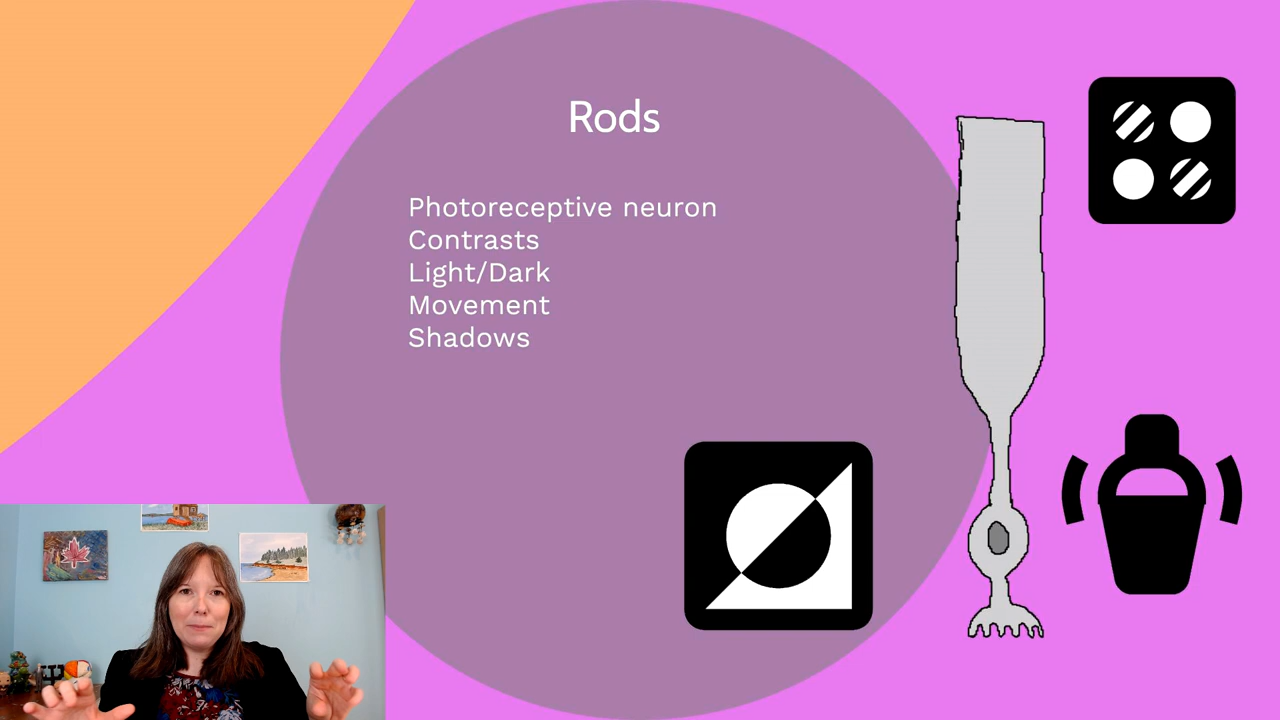 Rods
Photoreceptive neuron
Contrasts
Light/Dark
Movement
Shadows